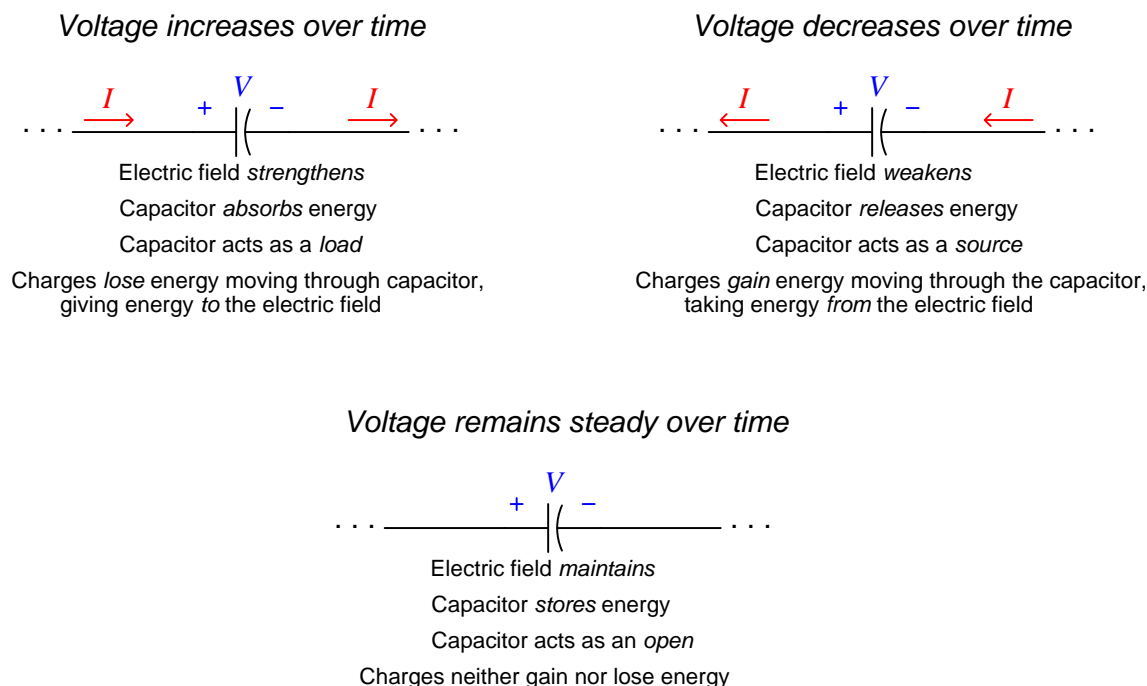 Voltage increases over time
I + V − I
. . . . . .
Electric field strengthens
Capacitor absorbs energy
Capacitor acts as a load
Charges lose energy moving through capacitor,
giving energy to the electric field
Voltage decreases over time
I + V − I
. . . . . .
Electric field weakens
Capacitor releases energy
Capacitor acts as a source
Charges gain energy moving through the capacitor,
taking energy from the electric field
Voltage remains steady over time
+ V −
. . . . . .
Electric field maintains
Capacitor stores energy
Capacitor acts as an open
Charges neither gain nor lose energy